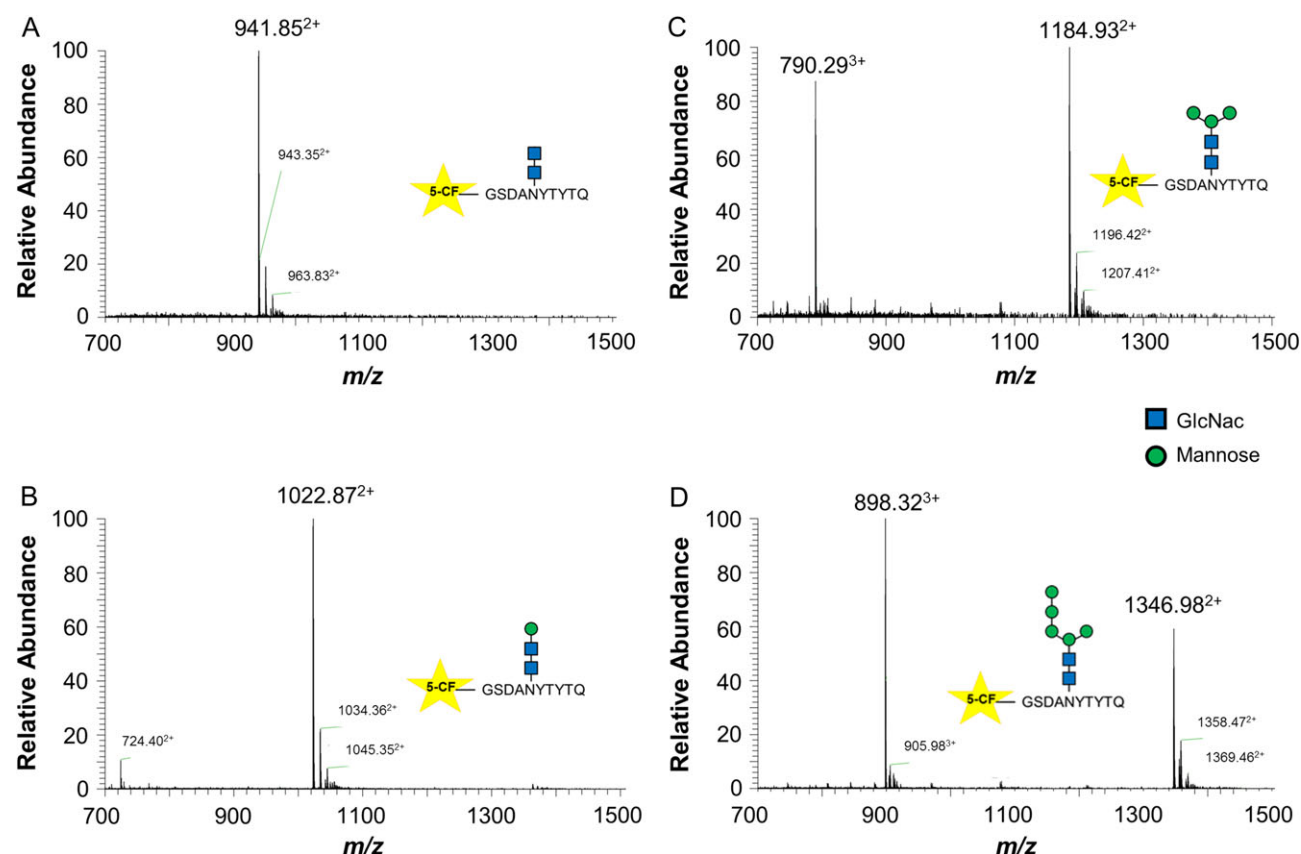 A
941.85²⁺
943.35²⁺
963.83²⁺
5-CF
GSDANYTYTQ
Relative Abundance
100
80
60
40
20
0
700
900
1100
1300
1500
m/z
C
1184.93²⁺
790.29³⁺
1196.42²⁺
1207.41²⁺
5-CF
GSDANYTYTQ
Relative Abundance
100
80
60
40
20
0
700
900
1100
1300
1500
m/z
GlcNac
Mannose
B
1022.87²⁺
724.40²⁺
1034.36²⁺
1045.35²⁺
5-CF
GSDANYTYTQ
Relative Abundance
100
80
60
40
20
0
700
900
1100
1300
1500
m/z
D
898.32³⁺
1346.98²⁺
905.98³⁺
1358.47²⁺
1369.46²⁺
5-CF
GSDANYTYTQ
Relative Abundance
100
80
60
40
20
0
700
900
1100
1300
1500
m/z